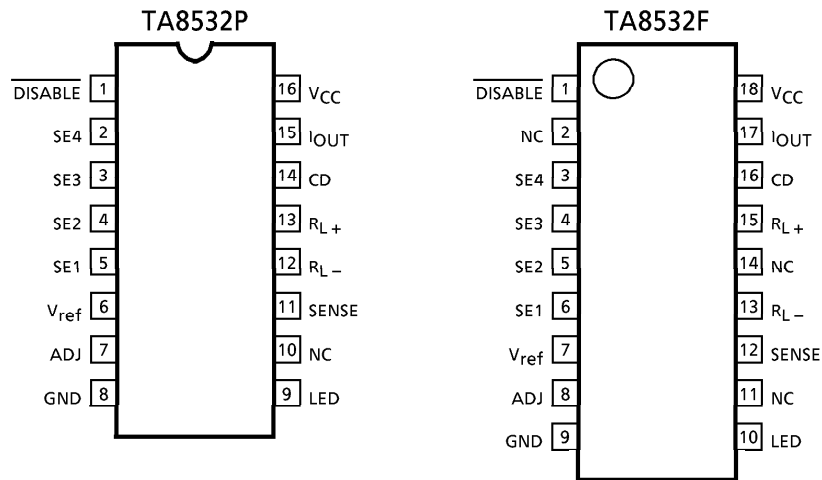 TA8532P
DISABLE 1 16 VCC
SE4 2 15 IOUT
SE3 3 14 CD
SE2 4 13 RL+
SE1 5 12 RL−
Vref 6 11 SENSE
ADJ 7 10 NC
GND 8 9 LED
TA8532F
DISABLE 1 18 VCC
NC 2 17 IOUT
SE4 3 16 CD
SE3 4 15 RL+
SE2 5 14 NC
SE1 6 13 RL−
Vref 7 12 SENSE
ADJ 8 11 NC
GND 9 10 LED